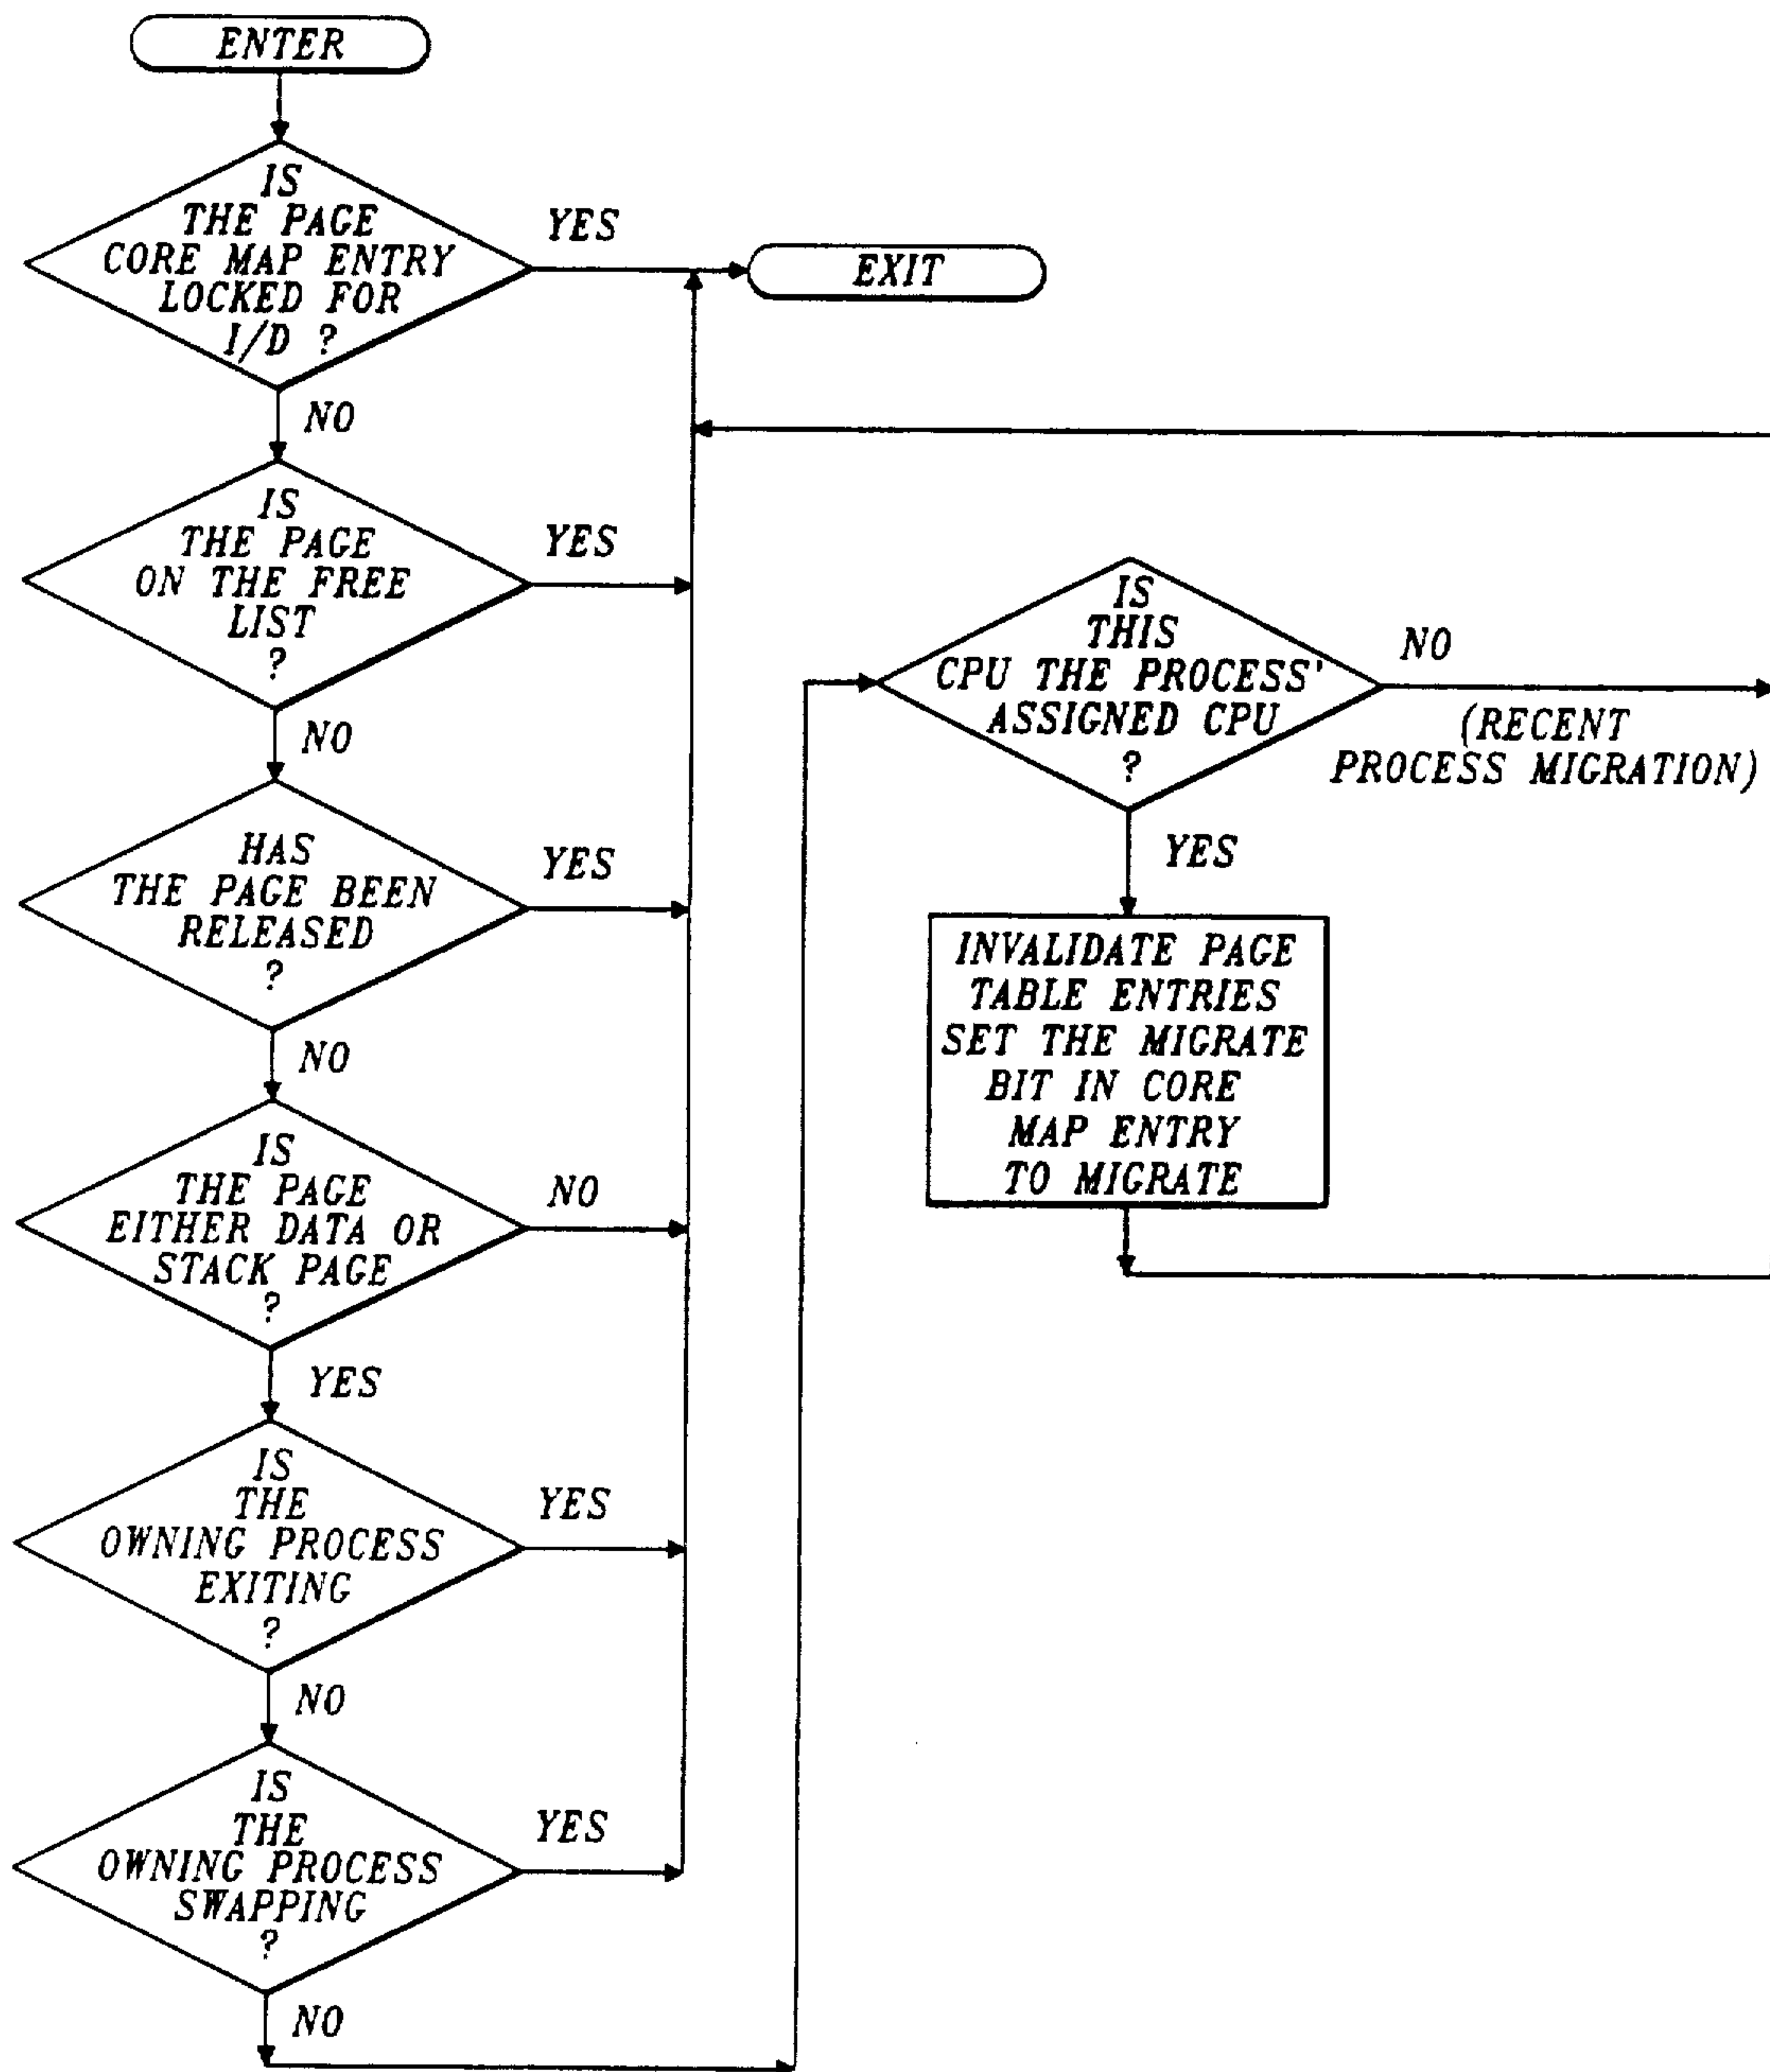 ENTER
IS
THE PAGE
CORE MAP ENTRY
LOCKED FOR
I/D ?
YES
EXIT
NO
IS
THE PAGE
ON THE FREE
LIST
?
YES
NO
HAS
THE PAGE BEEN
RELEASED
?
YES
NO
IS
THE PAGE
EITHER DATA OR
STACK PAGE
?
NO
YES
IS
THE
OWNING PROCESS
EXITING
?
YES
NO
IS
THE
OWNING PROCESS
SWAPPING
?
YES
NO
IS
THIS
CPU THE PROCESS'
ASSIGNED CPU
?
NO
(RECENT
PROCESS MIGRATION)
YES
INVALIDATE PAGE
TABLE ENTRIES
SET THE MIGRATE
BIT IN CORE
MAP ENTRY
TO MIGRATE